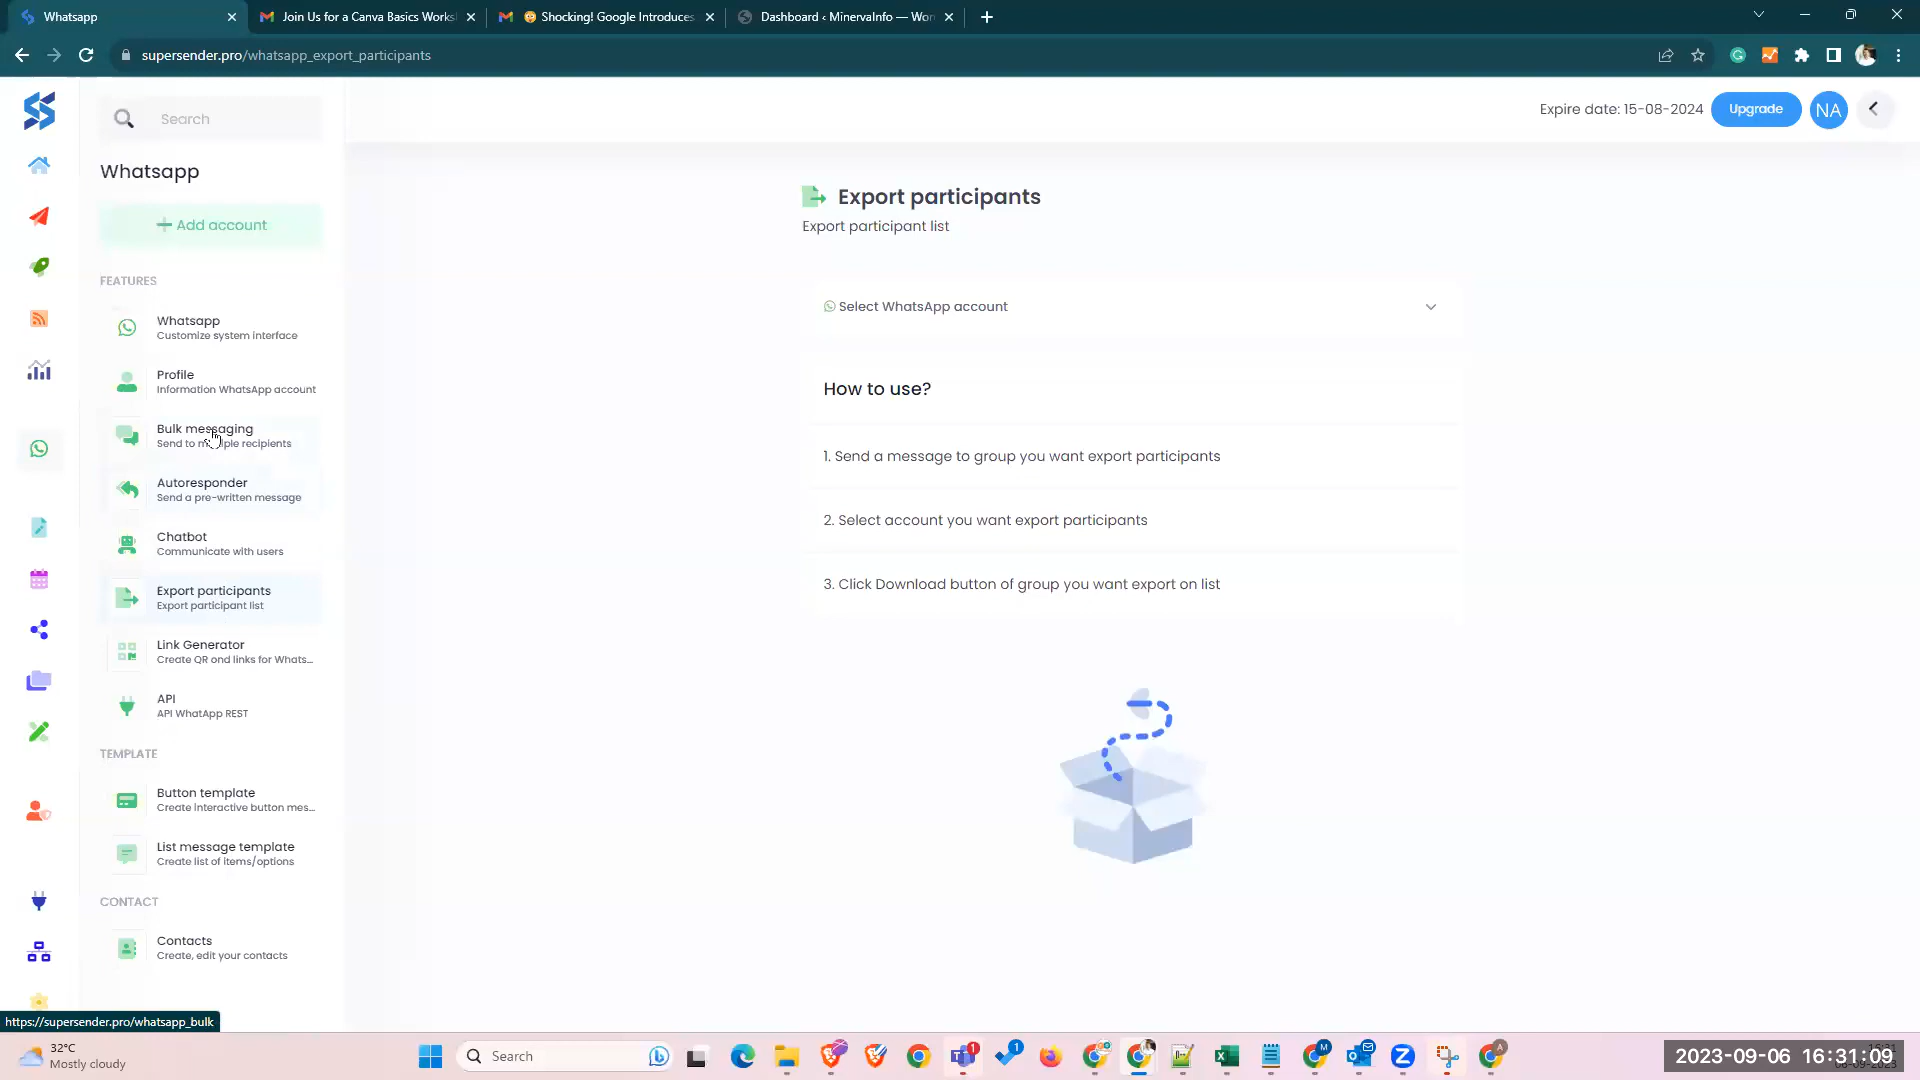 Whatsapp
Join Us for a Canva Basics Works
Shocking! Google Introduces
Dashboard ‹ MinervaInfo — Wor
supersender.pro/whatsapp_export_participants
Search
Expire date: 15-08-2024
Upgrade
NA
Whatsapp
Add account
FEATURES
Whatsapp
Customize system interface
Profile
Information WhatsApp account
Bulk messaging
Send to multiple recipients
Autoresponder
Send a pre-written message
Chatbot
Communicate with users
Export participants
Export participant list
Link Generator
Create QR ond links for Whats...
API
API WhatApp REST
TEMPLATE
Button template
Create interactive button mes...
List message template
Create list of items/options
CONTACT
Contacts
Create, edit your contacts
Export participants
Export participant list
Select WhatsApp account
How to use?
1. Send a message to group you want export participants
2. Select account you want export participants
3. Click Download button of group you want export on list
https://supersender.pro/whatsapp_bulk
32°C
Mostly cloudy
Search
1
1
M
A
2023-09-06 16:31:09